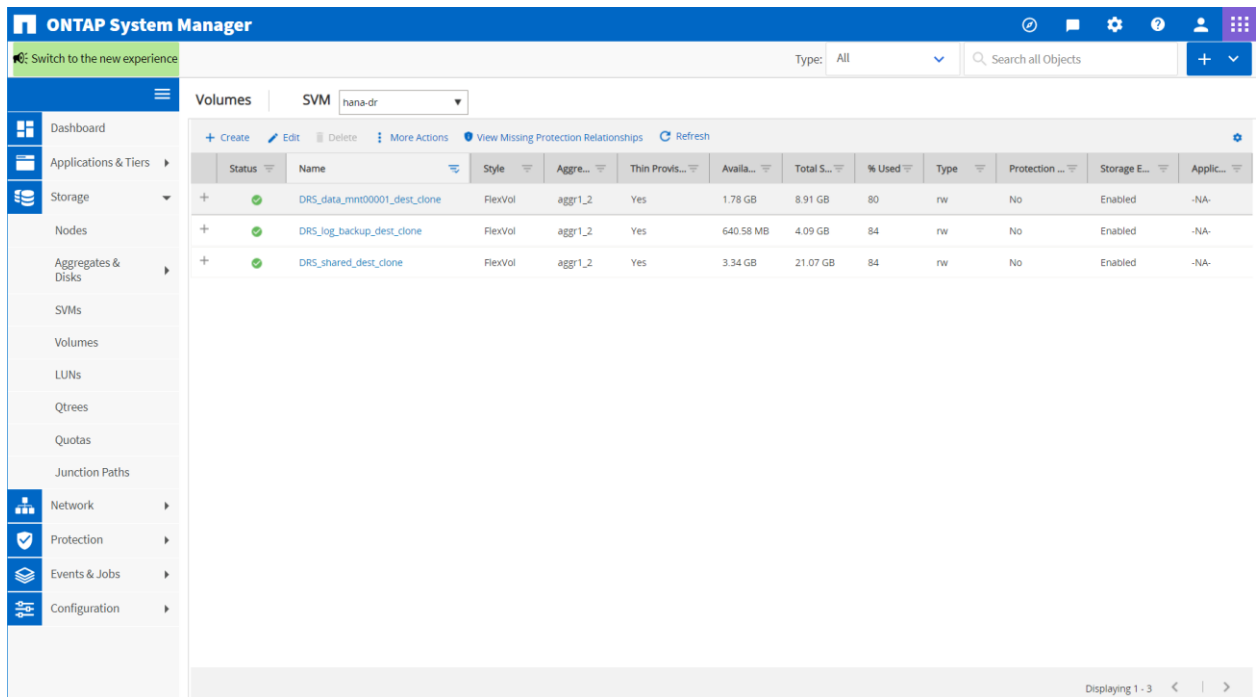 ONTAP System Manager
Switch to the new experience
Type: All
Search all Objects
Volumes
SVM hana-dr
Dashboard
Applications & Tiers
Storage
Nodes
Aggregates &
Disks
SVMs
Volumes
LUNs
Qtrees
Quotas
Junction Paths
Network
Protection
Events & Jobs
Configuration
+ Create Edit Delete More Actions View Missing Protection Relationships Refresh
Status Name Style Aggre... Thin Provis... Availa... Total S... % Used Type Protection ... Storage E... Applic...
+ DRS_data_mnt00001_dest_clone FlexVol aggr1_2 Yes 1.78 GB 8.91 GB 80 rw No Enabled -NA-
+ DRS_log_backup_dest_clone FlexVol aggr1_2 Yes 640.58 MB 4.09 GB 84 rw No Enabled -NA-
+ DRS_shared_dest_clone FlexVol aggr1_2 Yes 3.34 GB 21.07 GB 84 rw No Enabled -NA-
Displaying 1 - 3